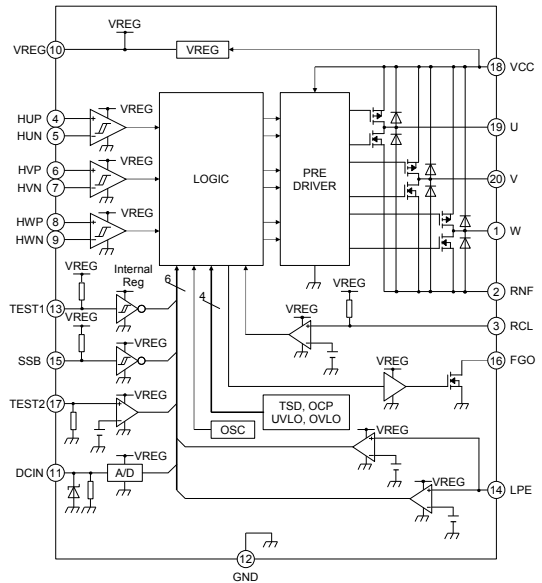 VREG
VREG 10 VREG
18 VCC
HUP 4 VREG
HUN 5
19 U
HVP 6 VREG
HVN 7
LOGIC
PRE
DRIVER
20 V
HWP 8 VREG
HWN 9
1 W
VREG
Internal
Reg
6
4
VREG
2 RNF
TEST1 13
VREG
VREG
3 RCL
SSB 15
VREG
16 FGO
TEST2 17
VREG
OSC
TSD, OCP
UVLO, OVLO
VREG
DCIN 11
A/D
VREG
VREG
14 LPE
12
GND